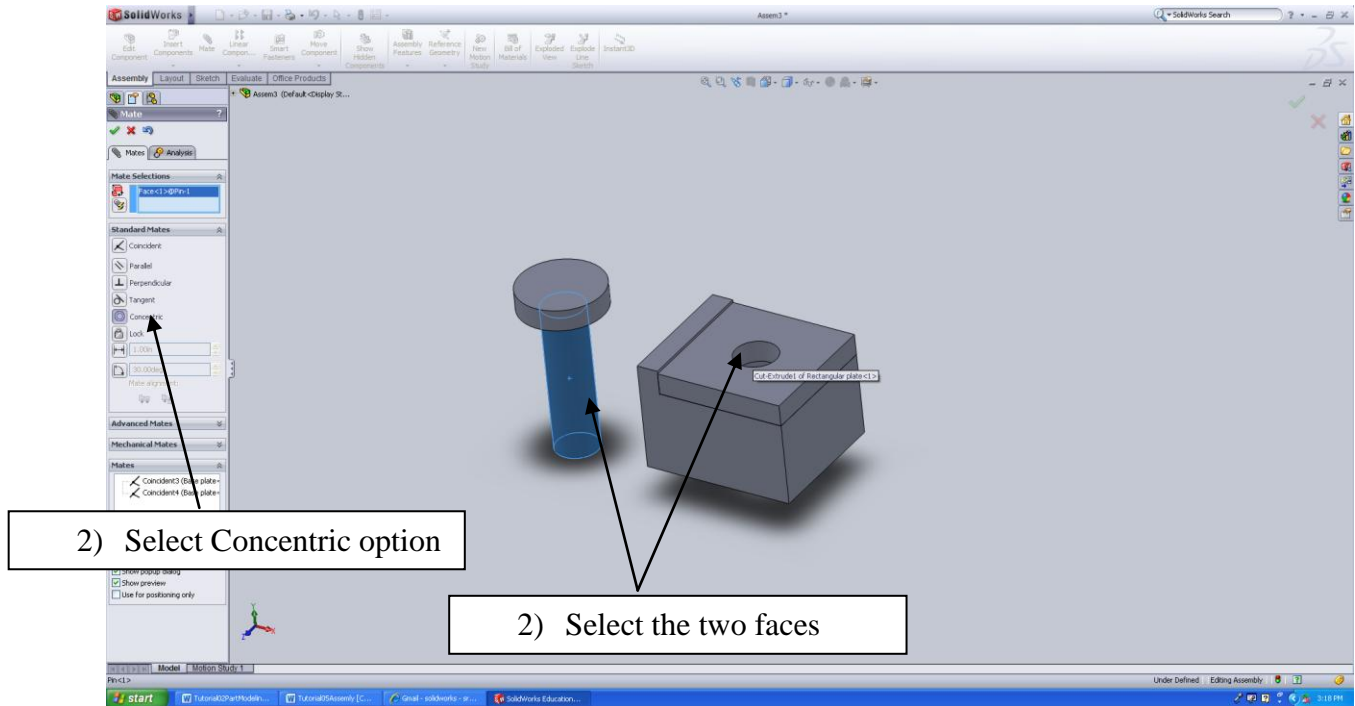 SolidWorks
Assem3 *
SolidWorks Search
Edit Component
Insert Components
Mate
Linear Compon...
Smart Fasteners
Move Component
Show Hidden Components
Assembly Features
Reference Geometry
New Motion Study
Bill of Materials
Exploded View
Explode Line Sketch
Instant3D
Assembly Layout Sketch Evaluate Office Products
Assem3 (Default<Display St...
Mate ?
Mates Analysis
Mate Selections
Face<1>@Pin-1
Standard Mates
Coincident
Parallel
Perpendicular
Tangent
Concentric
Lock
1.00in
30.00deg
Mate alignment:
Advanced Mates
Mechanical Mates
Mates
Coincident3 (Base plate<
Coincident4 (Base plate<
Cut-Extrude1 of Rectangular plate<1>
2) Select Concentric option
Show popup dialog
Show preview
Use for positioning only
2) Select the two faces
Y
X
Z
Model Motion Study 1
Pin<1>
Under Defined Editing Assembly
start
Tutorial02PartModelin...
Tutorial05Assemly [C...
Gmail - solidworks - sr...
SolidWorks Education...
3:18 PM